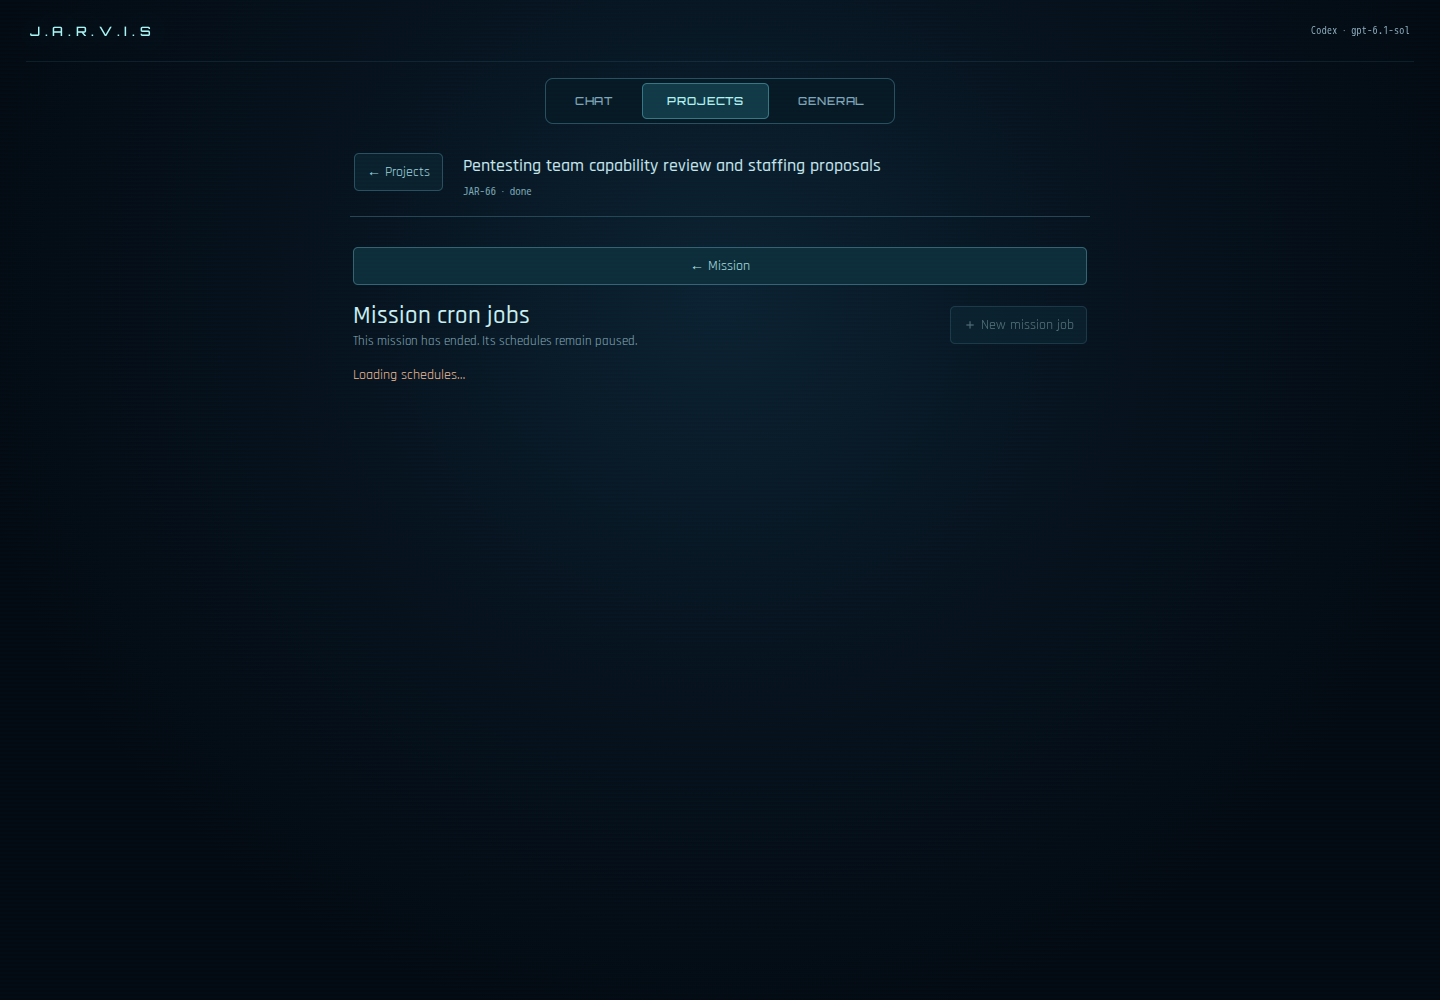 J.A.R.V.I.S
Codex · gpt-6.1-sol
CHAT
PROJECTS
GENERAL
← Projects
Pentesting team capability review and staffing proposals
JAR-66 · done
← Mission
Mission cron jobs
+ New mission job
This mission has ended. Its schedules remain paused.
Loading schedules...